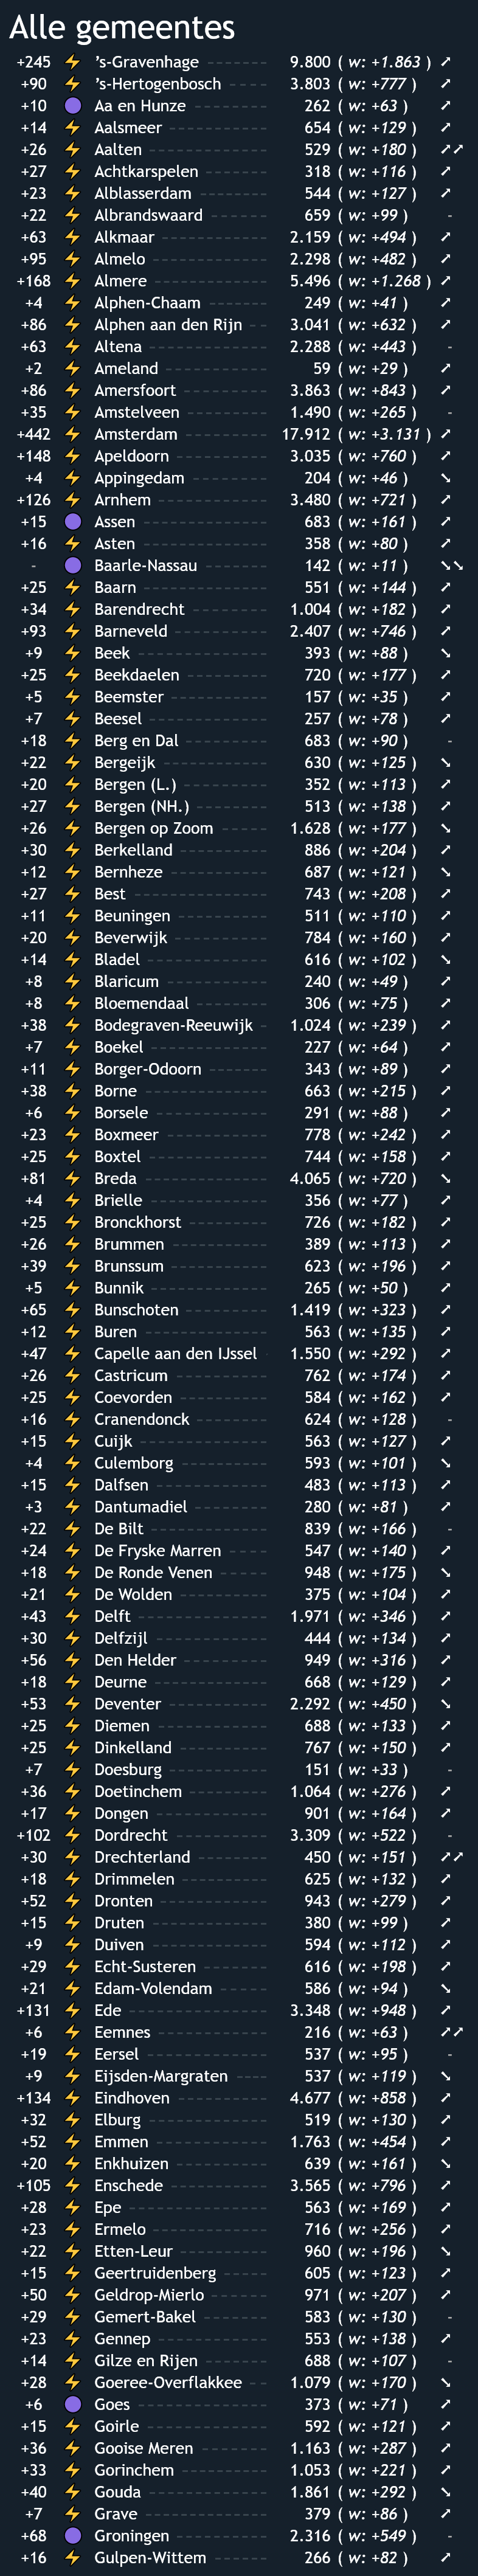 Alle gemeentes
+245 ⚡ 's-Gravenhage 9.800 ( w: +1.863 ) ➚
+90 ⚡ 's-Hertogenbosch 3.803 ( w: +777 ) ➚
+10 🟣 Aa en Hunze 262 ( w: +63 ) ➚
+14 ⚡ Aalsmeer 654 ( w: +129 ) ➚
+26 ⚡ Aalten 529 ( w: +180 ) ➚➚
+27 ⚡ Achtkarspelen 318 ( w: +116 ) ➚
+23 ⚡ Alblasserdam 544 ( w: +127 ) ➚
+22 ⚡ Albrandswaard 659 ( w: +99 ) -
+63 ⚡ Alkmaar 2.159 ( w: +494 ) ➚
+95 ⚡ Almelo 2.298 ( w: +482 ) ➚
+168 ⚡ Almere 5.496 ( w: +1.268 ) ➚
+4 ⚡ Alphen-Chaam 249 ( w: +41 ) ➚
+86 ⚡ Alphen aan den Rijn 3.041 ( w: +632 ) ➚
+63 ⚡ Altena 2.288 ( w: +443 ) -
+2 ⚡ Ameland 59 ( w: +29 ) ➚
+86 ⚡ Amersfoort 3.863 ( w: +843 ) ➚
+35 ⚡ Amstelveen 1.490 ( w: +265 ) -
+442 ⚡ Amsterdam 17.912 ( w: +3.131 ) ➚
+148 ⚡ Apeldoorn 3.035 ( w: +760 ) ➚
+4 ⚡ Appingedam 204 ( w: +46 ) ➘
+126 ⚡ Arnhem 3.480 ( w: +721 ) ➚
+15 🟣 Assen 683 ( w: +161 ) ➚
+16 ⚡ Asten 358 ( w: +80 ) ➚
- 🟣 Baarle-Nassau 142 ( w: +11 ) ➘➘
+25 ⚡ Baarn 551 ( w: +144 ) ➚
+34 ⚡ Barendrecht 1.004 ( w: +182 ) ➚
+93 ⚡ Barneveld 2.407 ( w: +746 ) ➚
+9 ⚡ Beek 393 ( w: +88 ) ➘
+25 ⚡ Beekdaelen 720 ( w: +177 ) ➚
+5 ⚡ Beemster 157 ( w: +35 ) ➚
+7 ⚡ Beesel 257 ( w: +78 ) ➚
+18 ⚡ Berg en Dal 683 ( w: +90 ) -
+22 ⚡ Bergeijk 630 ( w: +125 ) ➘
+20 ⚡ Bergen (L.) 352 ( w: +113 ) ➚
+27 ⚡ Bergen (NH.) 513 ( w: +138 ) ➚
+26 ⚡ Bergen op Zoom 1.628 ( w: +177 ) ➘
+30 ⚡ Berkelland 886 ( w: +204 ) ➚
+12 ⚡ Bernheze 687 ( w: +121 ) ➘
+27 ⚡ Best 743 ( w: +208 ) ➚
+11 ⚡ Beuningen 511 ( w: +110 ) ➚
+20 ⚡ Beverwijk 784 ( w: +160 ) ➚
+14 ⚡ Bladel 616 ( w: +102 ) ➘
+8 ⚡ Blaricum 240 ( w: +49 ) ➚
+8 ⚡ Bloemendaal 306 ( w: +75 ) ➚
+38 ⚡ Bodegraven-Reeuwijk 1.024 ( w: +239 ) ➚
+7 ⚡ Boekel 227 ( w: +64 ) ➚
+11 ⚡ Borger-Odoorn 343 ( w: +89 ) ➚
+38 ⚡ Borne 663 ( w: +215 ) ➚
+6 ⚡ Borsele 291 ( w: +88 ) ➚
+23 ⚡ Boxmeer 778 ( w: +242 ) ➚
+25 ⚡ Boxtel 744 ( w: +158 ) ➚
+81 ⚡ Breda 4.065 ( w: +720 ) ➘
+4 ⚡ Brielle 356 ( w: +77 ) ➚
+25 ⚡ Bronckhorst 726 ( w: +182 ) ➚
+26 ⚡ Brummen 389 ( w: +113 ) ➚
+39 ⚡ Brunssum 623 ( w: +196 ) ➚
+5 ⚡ Bunnik 265 ( w: +50 ) ➚
+65 ⚡ Bunschoten 1.419 ( w: +323 ) ➚
+12 ⚡ Buren 563 ( w: +135 ) ➚
+47 ⚡ Capelle aan den IJssel 1.550 ( w: +292 ) ➚
+26 ⚡ Castricum 762 ( w: +174 ) ➚
+25 ⚡ Coevorden 584 ( w: +162 ) ➚
+16 ⚡ Cranendonck 624 ( w: +128 ) -
+15 ⚡ Cuijk 563 ( w: +127 ) ➚
+4 ⚡ Culemborg 593 ( w: +101 ) ➘
+15 ⚡ Dalfsen 483 ( w: +113 ) ➚
+3 ⚡ Dantumadiel 280 ( w: +81 ) ➚
+22 ⚡ De Bilt 839 ( w: +166 ) -
+24 ⚡ De Fryske Marren 547 ( w: +140 ) ➚
+18 ⚡ De Ronde Venen 948 ( w: +175 ) ➘
+21 ⚡ De Wolden 375 ( w: +104 ) ➚
+43 ⚡ Delft 1.971 ( w: +346 ) ➚
+30 ⚡ Delfzijl 444 ( w: +134 ) ➚
+56 ⚡ Den Helder 949 ( w: +316 ) ➚
+18 ⚡ Deurne 668 ( w: +129 ) ➚
+53 ⚡ Deventer 2.292 ( w: +450 ) ➘
+25 ⚡ Diemen 688 ( w: +133 ) ➚
+25 ⚡ Dinkelland 767 ( w: +150 ) ➚
+7 ⚡ Doesburg 151 ( w: +33 ) -
+36 ⚡ Doetinchem 1.064 ( w: +276 ) ➚
+17 ⚡ Dongen 901 ( w: +164 ) ➚
+102 ⚡ Dordrecht 3.309 ( w: +522 ) -
+30 ⚡ Drechterland 450 ( w: +151 ) ➚➚
+18 ⚡ Drimmelen 625 ( w: +132 ) ➚
+52 ⚡ Dronten 943 ( w: +279 ) ➚
+15 ⚡ Druten 380 ( w: +99 ) ➚
+9 ⚡ Duiven 594 ( w: +112 ) ➚
+29 ⚡ Echt-Susteren 616 ( w: +198 ) ➚
+21 ⚡ Edam-Volendam 586 ( w: +94 ) ➘
+131 ⚡ Ede 3.348 ( w: +948 ) ➚
+6 ⚡ Eemnes 216 ( w: +63 ) ➚➚
+19 ⚡ Eersel 537 ( w: +95 ) -
+9 ⚡ Eijsden-Margraten 537 ( w: +119 ) ➘
+134 ⚡ Eindhoven 4.677 ( w: +858 ) ➚
+32 ⚡ Elburg 519 ( w: +130 ) ➚
+52 ⚡ Emmen 1.763 ( w: +454 ) ➚
+20 ⚡ Enkhuizen 639 ( w: +161 ) ➘
+105 ⚡ Enschede 3.565 ( w: +796 ) ➚
+28 ⚡ Epe 563 ( w: +169 ) ➚
+23 ⚡ Ermelo 716 ( w: +256 ) ➚
+22 ⚡ Etten-Leur 960 ( w: +196 ) ➘
+15 ⚡ Geertruidenberg 605 ( w: +123 ) ➚
+50 ⚡ Geldrop-Mierlo 971 ( w: +207 ) ➚
+29 ⚡ Gemert-Bakel 583 ( w: +130 ) -
+23 ⚡ Gennep 553 ( w: +138 ) ➚
+14 ⚡ Gilze en Rijen 688 ( w: +107 ) -
+28 ⚡ Goeree-Overflakkee 1.079 ( w: +170 ) ➘
+6 🟣 Goes 373 ( w: +71 ) ➚
+15 ⚡ Goirle 592 ( w: +121 ) ➚
+36 ⚡ Gooise Meren 1.163 ( w: +287 ) ➚
+33 ⚡ Gorinchem 1.053 ( w: +221 ) ➚
+40 ⚡ Gouda 1.861 ( w: +292 ) ➘
+7 ⚡ Grave 379 ( w: +86 ) ➚
+68 🟣 Groningen 2.316 ( w: +549 ) -
+16 ⚡ Gulpen-Wittem 266 ( w: +82 ) ➚